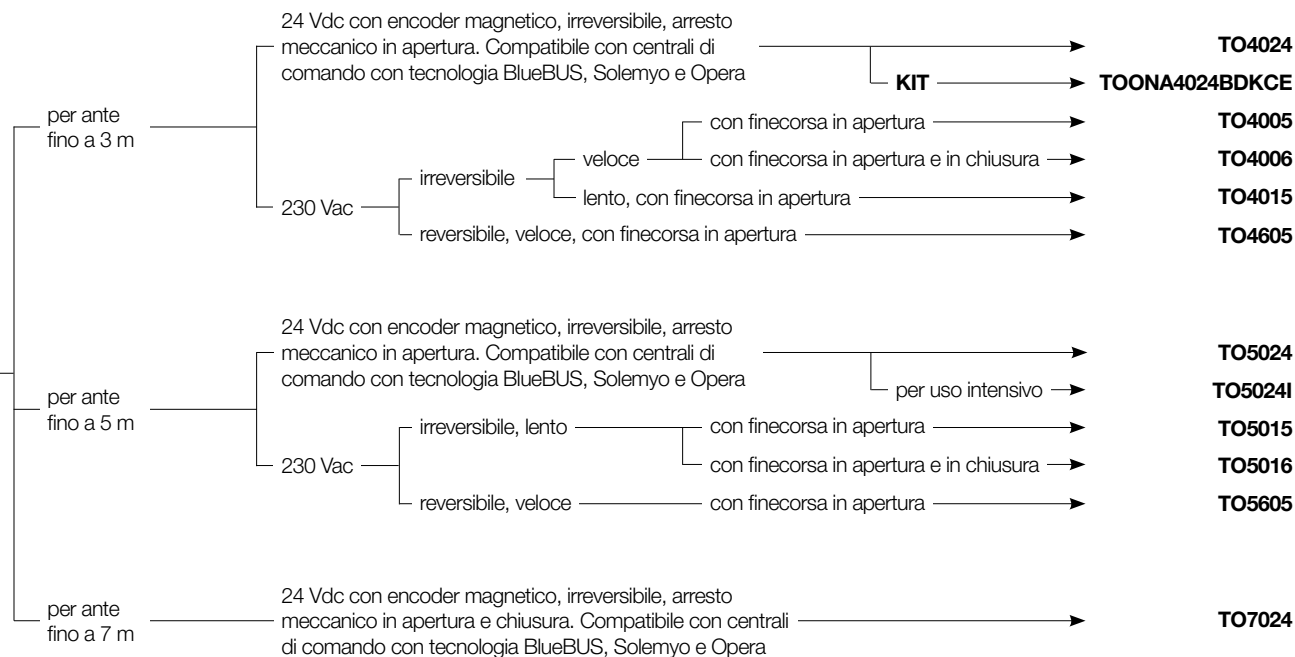 24 Vdc con encoder magnetico, irreversibile, arresto
meccanico in apertura. Compatibile con centrali di
comando con tecnologia BlueBUS, Solemyo e Opera
TO4024
KIT
TOONA4024BDKCE
per ante
fino a 3 m
con finecorsa in apertura
TO4005
veloce
con finecorsa in apertura e in chiusura
TO4006
irreversibile
lento, con finecorsa in apertura
TO4015
230 Vac
reversibile, veloce, con finecorsa in apertura
TO4605
24 Vdc con encoder magnetico, irreversibile, arresto
meccanico in apertura. Compatibile con centrali di
comando con tecnologia BlueBUS, Solemyo e Opera
TO5024
per uso intensivo
TO5024I
per ante
fino a 5 m
irreversibile, lento
con finecorsa in apertura
TO5015
230 Vac
con finecorsa in apertura e in chiusura
TO5016
reversibile, veloce
con finecorsa in apertura
TO5605
per ante
fino a 7 m
24 Vdc con encoder magnetico, irreversibile, arresto
meccanico in apertura e chiusura. Compatibile con centrali
di comando con tecnologia BlueBUS, Solemyo e Opera
TO7024